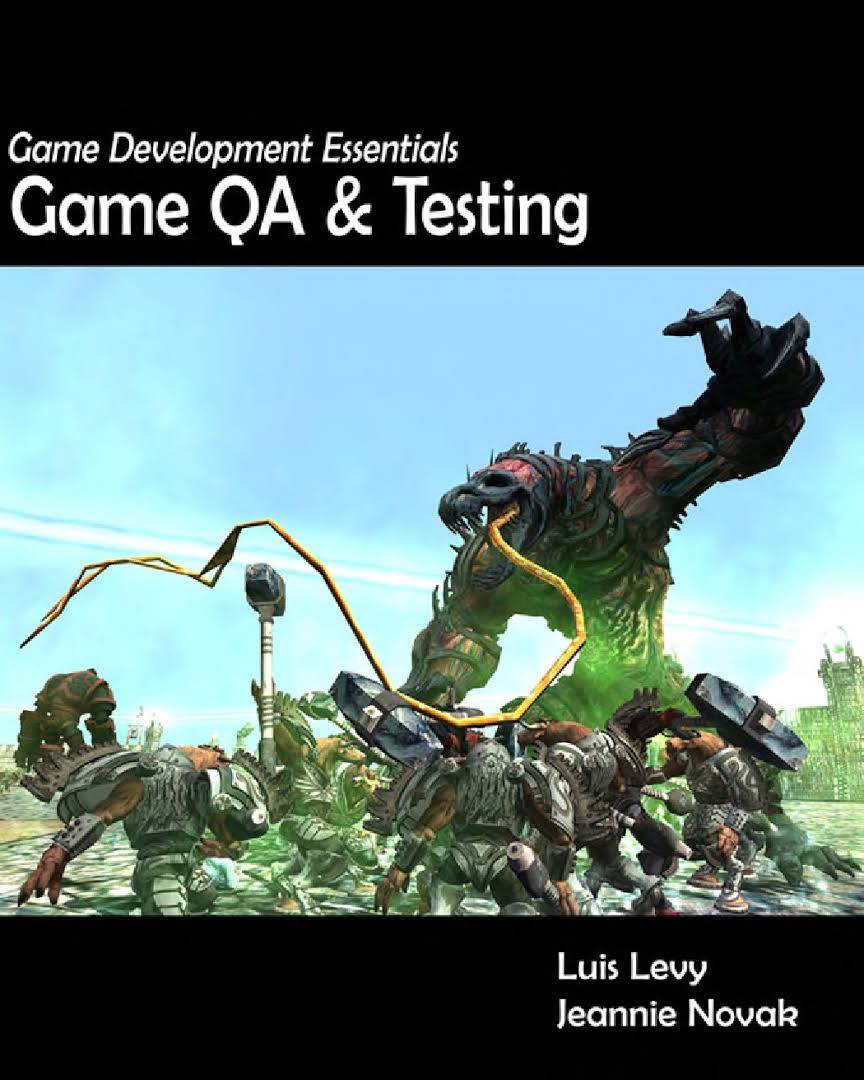 Game Development Essentials
Game QA & Testing
Luis Levy
Jeannie Novak